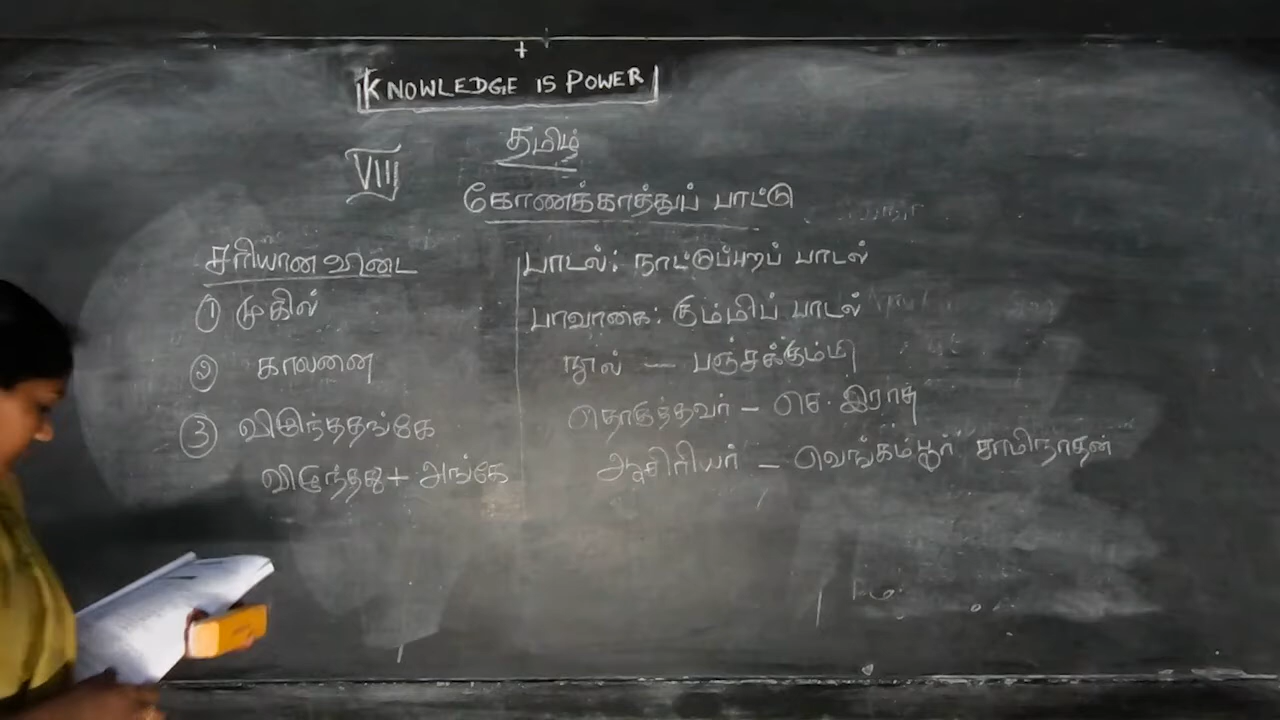 KNOWLEDGE IS POWER
தமிழ்
VIII
கோணக்காத்துப் பாட்டு
சரியான விடை
① முகில்
② காலனை
③ விழுந்ததங்கே
விழுந்தது + அங்கே
பாடல்: நாட்டுப்புறப் பாடல்
பாவாகை: கும்மிப் பாடல்
நூல் — பஞ்சக்கும்மி
தொகுத்தவர் – செ. இராசு
ஆசிரியர் – வெங்கம்பூர் சாமிநாதன்